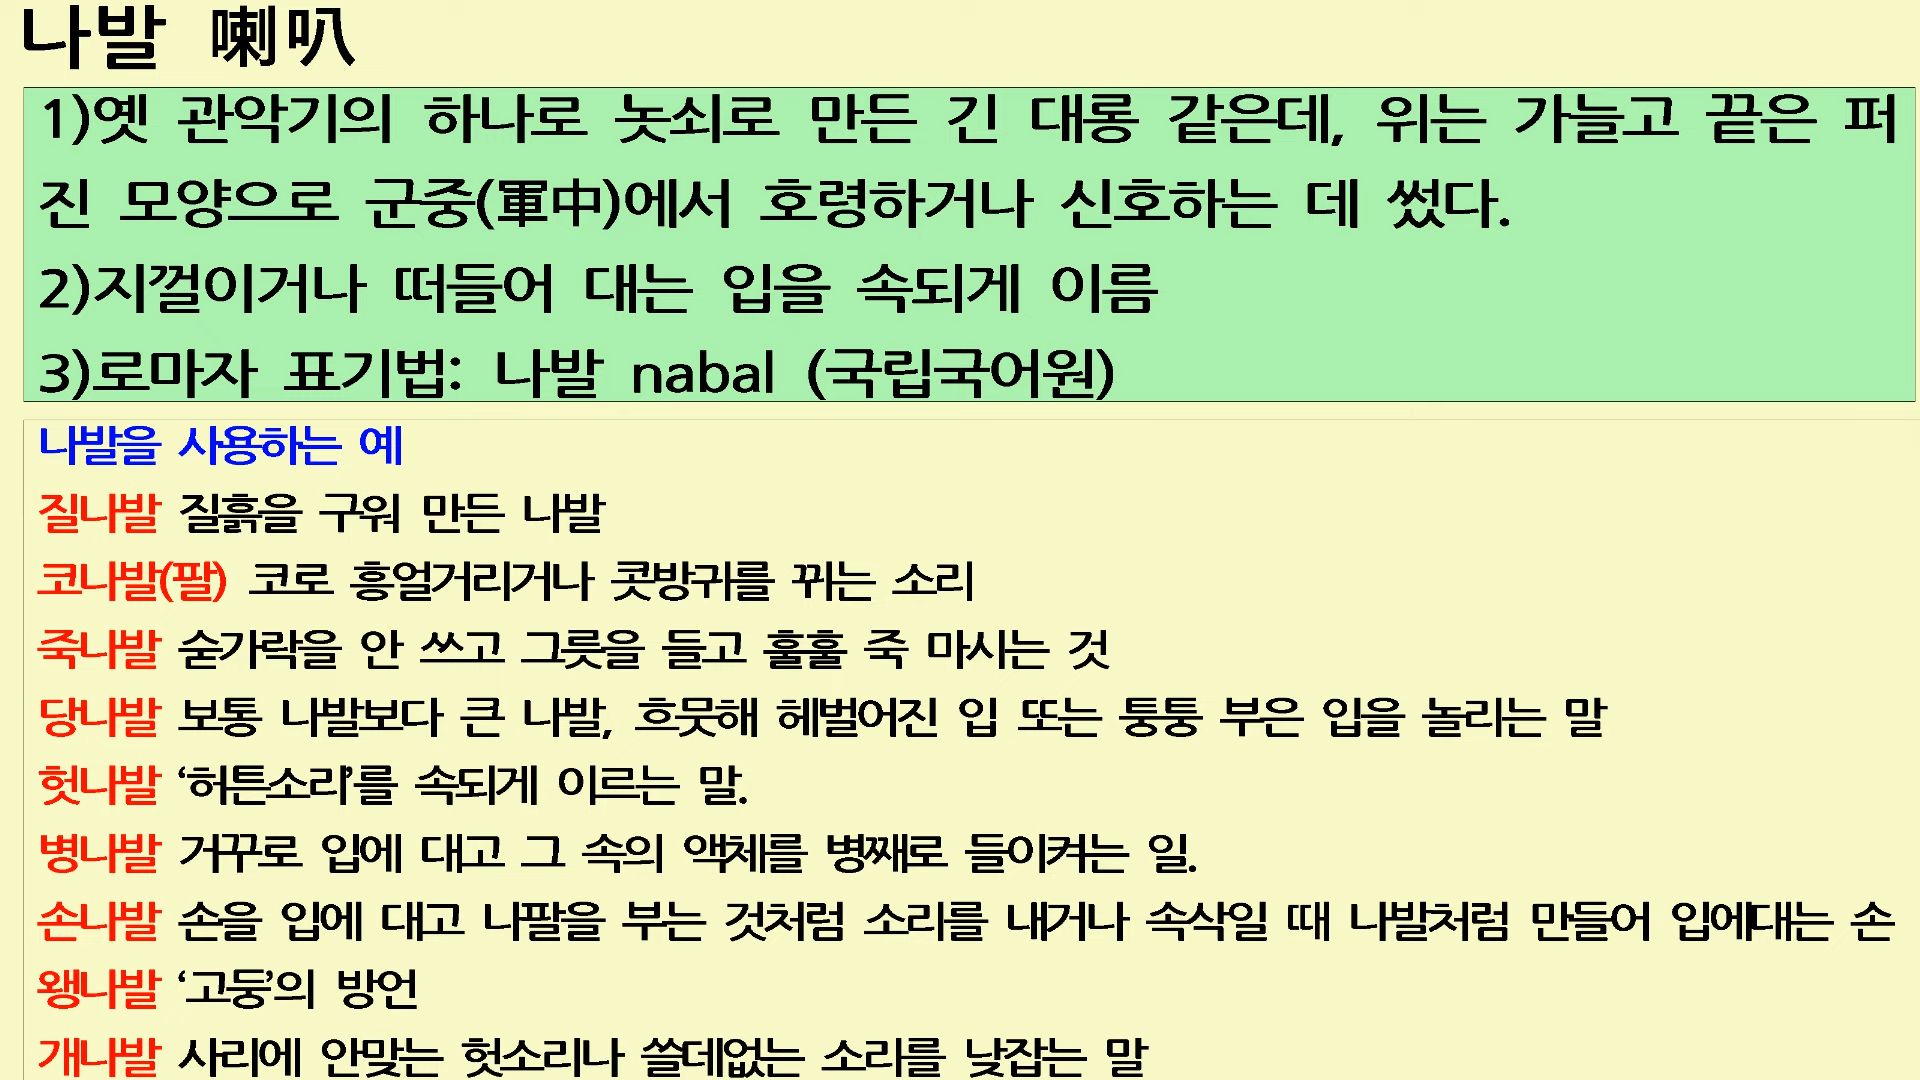 나발 喇叭
1)옛 관악기의 하나로 놋쇠로 만든 긴 대롱 같은데, 위는 가늘고 끝은 퍼
진 모양으로 군중(軍中)에서 호령하거나 신호하는 데 썼다.
2)지껄이거나 떠들어 대는 입을 속되게 이름
3)로마자 표기법: 나발 nabal (국립국어원)
나발을 사용하는 예
질나발 질흙을 구워 만든 나발
코나발(팔) 코로 흥얼거리거나 콧방귀를 뀌는 소리
죽나발 숟가락을 안 쓰고 그릇을 들고 훌훌 죽 마시는 것
당나발 보통 나발보다 큰 나발, 흐뭇해 헤벌어진 입 또는 퉁퉁 부은 입을 놀리는 말
헛나발 ‘허튼소리’를 속되게 이르는 말.
병나발 거꾸로 입에 대고 그 속의 액체를 병째로 들이켜는 일.
손나발 손을 입에 대고 나팔을 부는 것처럼 소리를 내거나 속삭일 때 나발처럼 만들어 입에대는 손
왱나발 ‘고둥’의 방언
개나발 사리에 안맞는 헛소리나 쓸데없는 소리를 낮잡는 말